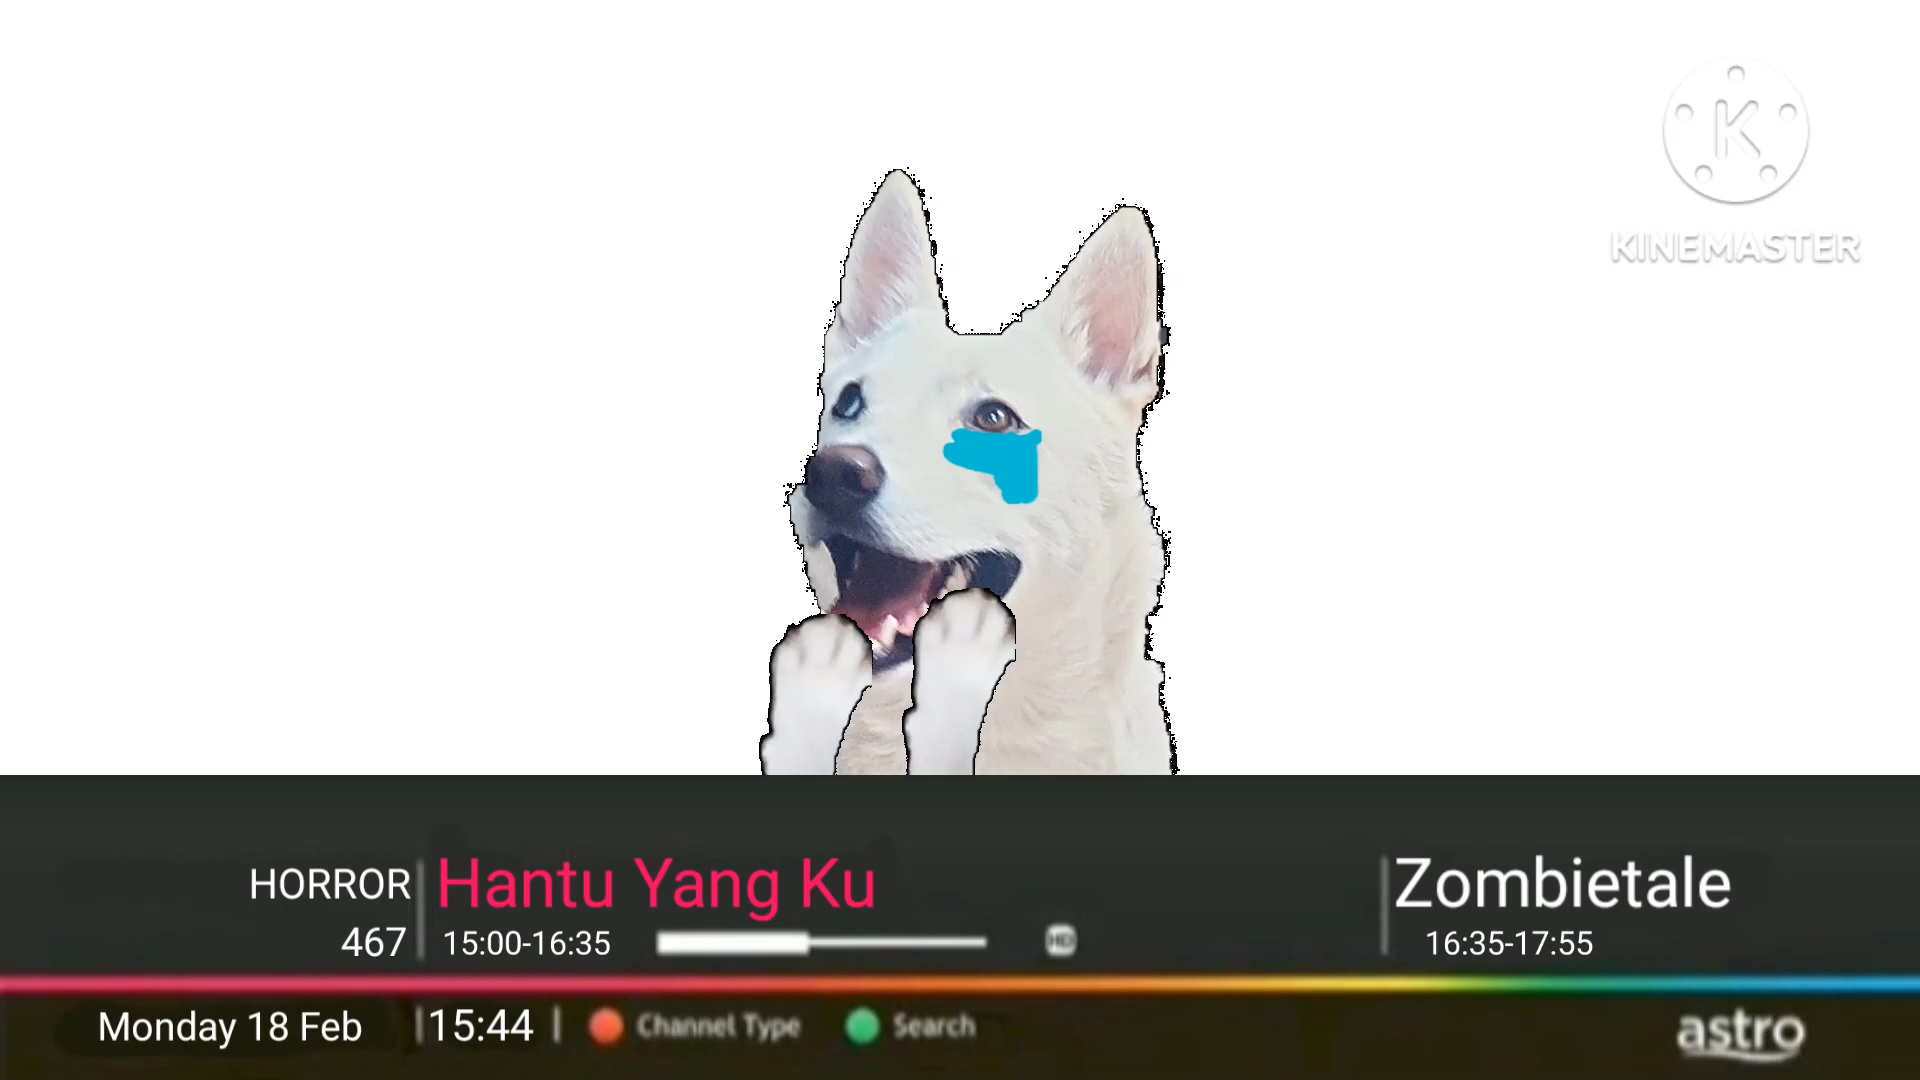 K
KINEMASTER
HORROR
Hantu Yang Ku
Zombietale
467
15:00-16:35
HD
16:35-17:55
Monday 18 Feb
15:44
Channel Type
Search
astro